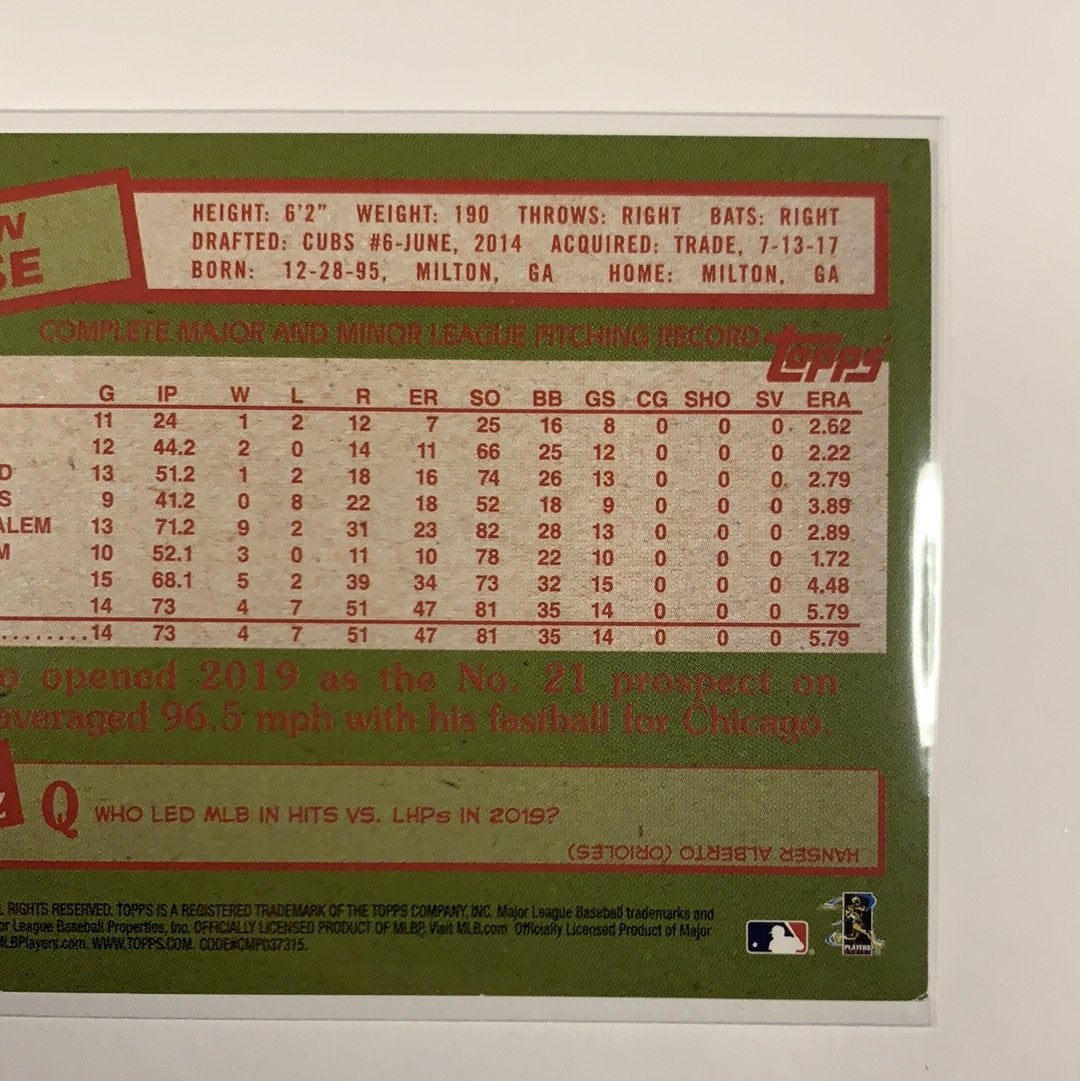 W
SE
HEIGHT: 6'2" WEIGHT: 190 THROWS: RIGHT BATS: RIGHT
DRAFTED: CUBS #6-JUNE, 2014 ACQUIRED: TRADE, 7-13-17
BORN: 12-28-95, MILTON, GA HOME: MILTON, GA
COMPLETE MAJOR AND MINOR LEAGUE PITCHING RECORD
topps
G IP W L R ER SO BB GS CG SHO SV ERA
11 24 1 2 12 7 25 16 8 0 0 0 2.62
12 44.2 2 0 14 11 66 25 12 0 0 0 2.22
D 13 51.2 1 2 18 16 74 26 13 0 0 0 2.79
S 9 41.2 0 8 22 18 52 18 9 0 0 0 3.89
ALEM 13 71.2 9 2 31 23 82 28 13 0 0 0 2.89
M 10 52.1 3 0 11 10 78 22 10 0 0 0 1.72
15 68.1 5 2 39 34 73 32 15 0 0 0 4.48
14 73 4 7 51 47 81 35 14 0 0 0 5.79
........14 73 4 7 51 47 81 35 14 0 0 0 5.79
o opened 2019 as the No. 21 prospect on
averaged 96.5 mph with his fastball for Chicago.
Z Q WHO LED MLB IN HITS VS. LHPs IN 2019?
HANSER ALBERTO (ORIOLES)
L RIGHTS RESERVED. TOPPS IS A REGISTERED TRADEMARK OF THE TOPPS COMPANY, INC. Major League Baseball trademarks and
or League Baseball Properties, Inc. OFFICIALLY LICENSED PRODUCT OF MLBP. Visit MLB.com Officially Licensed Product of Major
MLBPlayers.com. WWW.TOPPS.COM. CODE#CMP037315.
PLAYERS